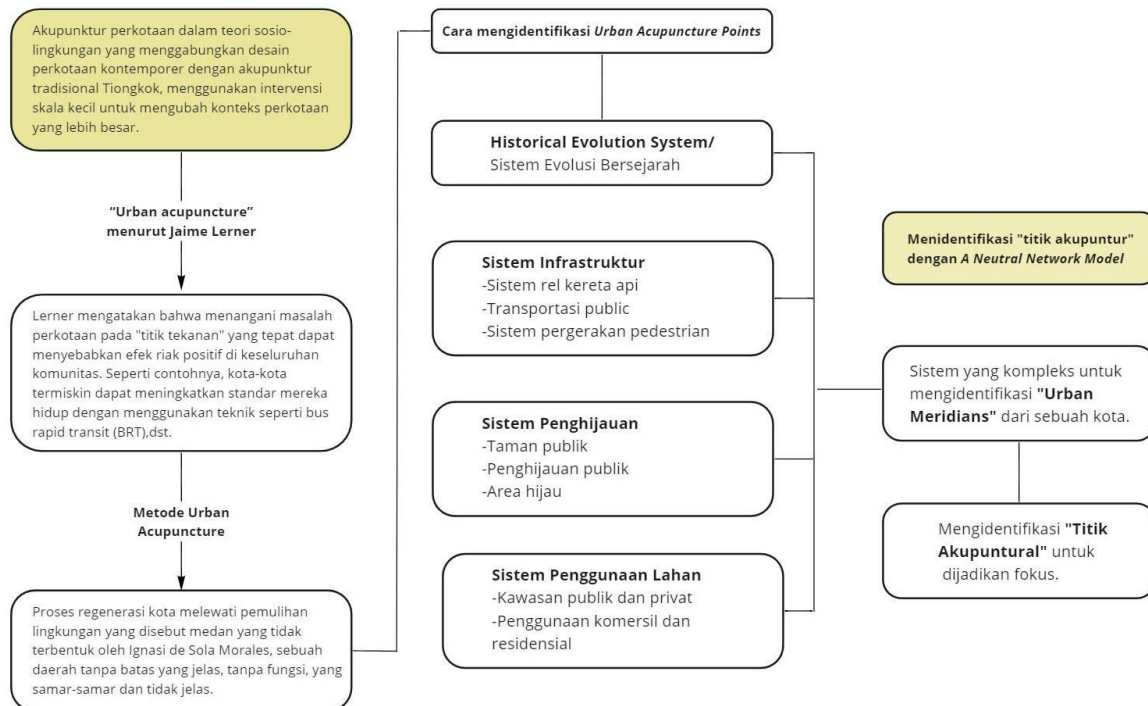 Akupunktur perkotaan dalam teori sosio-
lingkungan yang menggabungkan desain
perkotaan kontemporer dengan akupunktur
tradisional Tiongkok, menggunakan intervensi
skala kecil untuk mengubah konteks perkotaan
yang lebih besar.
“Urban acupuncture”
menurut Jaime Lerner
Lerner mengatakan bahwa menangani masalah
perkotaan pada "titik tekanan" yang tepat dapat
menyebabkan efek riak positif di keseluruhan
komunitas. Seperti contohnya, kota-kota
termiskin dapat meningkatkan standar mereka
hidup dengan menggunakan teknik seperti bus
rapid transit (BRT),dst.
Metode Urban
Acupuncture
Proses regenerasi kota melewati pemulihan
lingkungan yang disebut medan yang tidak
terbentuk oleh Ignasi de Sola Morales, sebuah
daerah tanpa batas yang jelas, tanpa fungsi, yang
samar-samar dan tidak jelas.
Cara mengidentifikasi Urban Acupuncture Points
Historical Evolution System/
Sistem Evolusi Bersejarah
Sistem Infrastruktur
-Sistem rel kereta api
-Transportasi public
-Sistem pergerakan pedestrian
Sistem Penghijauan
-Taman publik
-Penghijauan publik
-Area hijau
Sistem Penggunaan Lahan
-Kawasan publik dan privat
-Penggunaan komersil dan
residensial
Menidentifikasi "titik akupuntur"
dengan A Neutral Network Model
Sistem yang kompleks untuk
mengidentifikasi "Urban
Meridians" dari sebuah kota.
Mengidentifikasi "Titik
Akupuntural" untuk
dijadikan fokus.